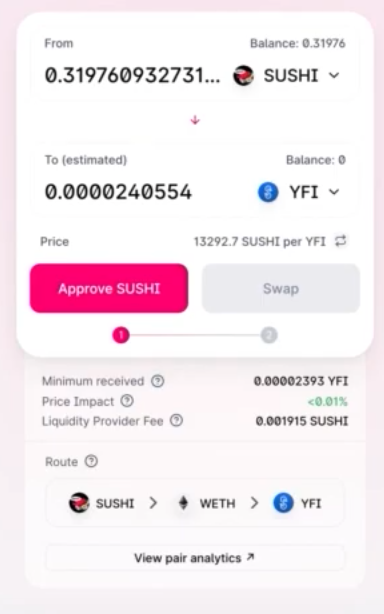 From Balance: 0.31976
0.319760932731... SUSHI
To (estimated) Balance: 0
0.0000240554 YFI
Price 13292.7 SUSHI per YFI
Approve SUSHI Swap
1 2
Minimum received ? 0.00002393 YFI
Price Impact ? <0.01%
Liquidity Provider Fee ? 0.001915 SUSHI
Route ?
SUSHI > WETH > YFI
View pair analytics ↗